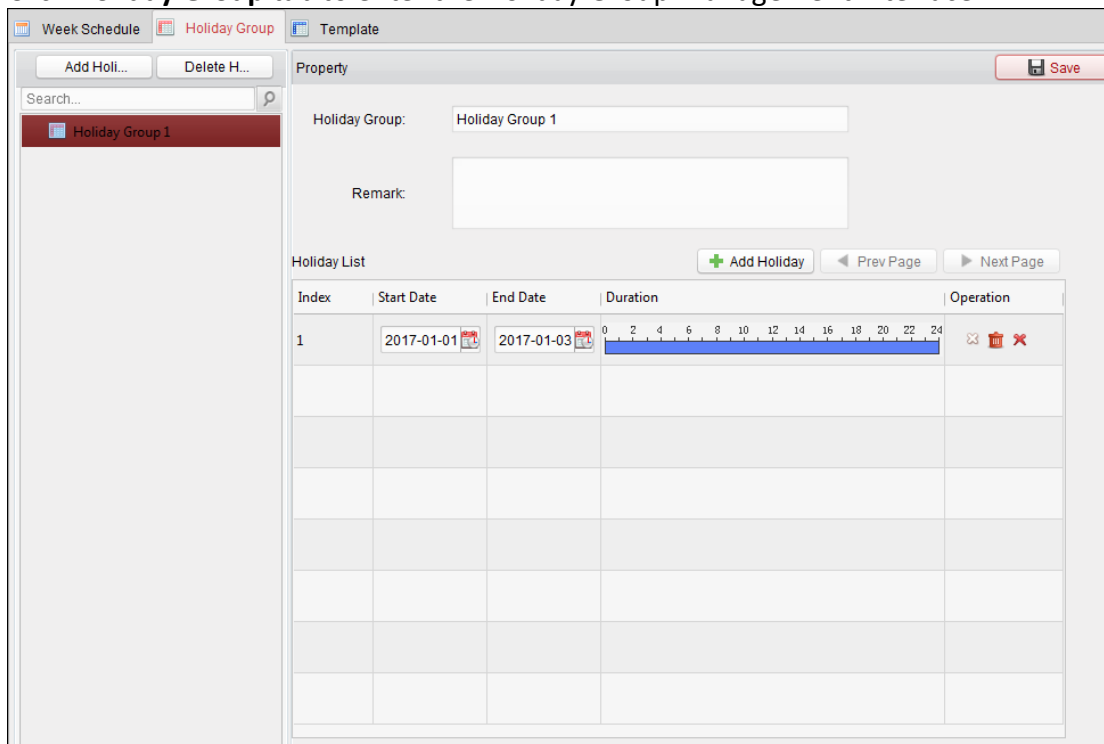 Week Schedule Holiday Group Template
Add Holi... Delete H... Property Save
Search...
Holiday Group 1
Holiday Group: Holiday Group 1
Remark:
Holiday List Add Holiday Prev Page Next Page
Index Start Date End Date Duration Operation
0 2 4 6 8 10 12 14 16 18 20 22 24
1 2017-01-01 2017-01-03